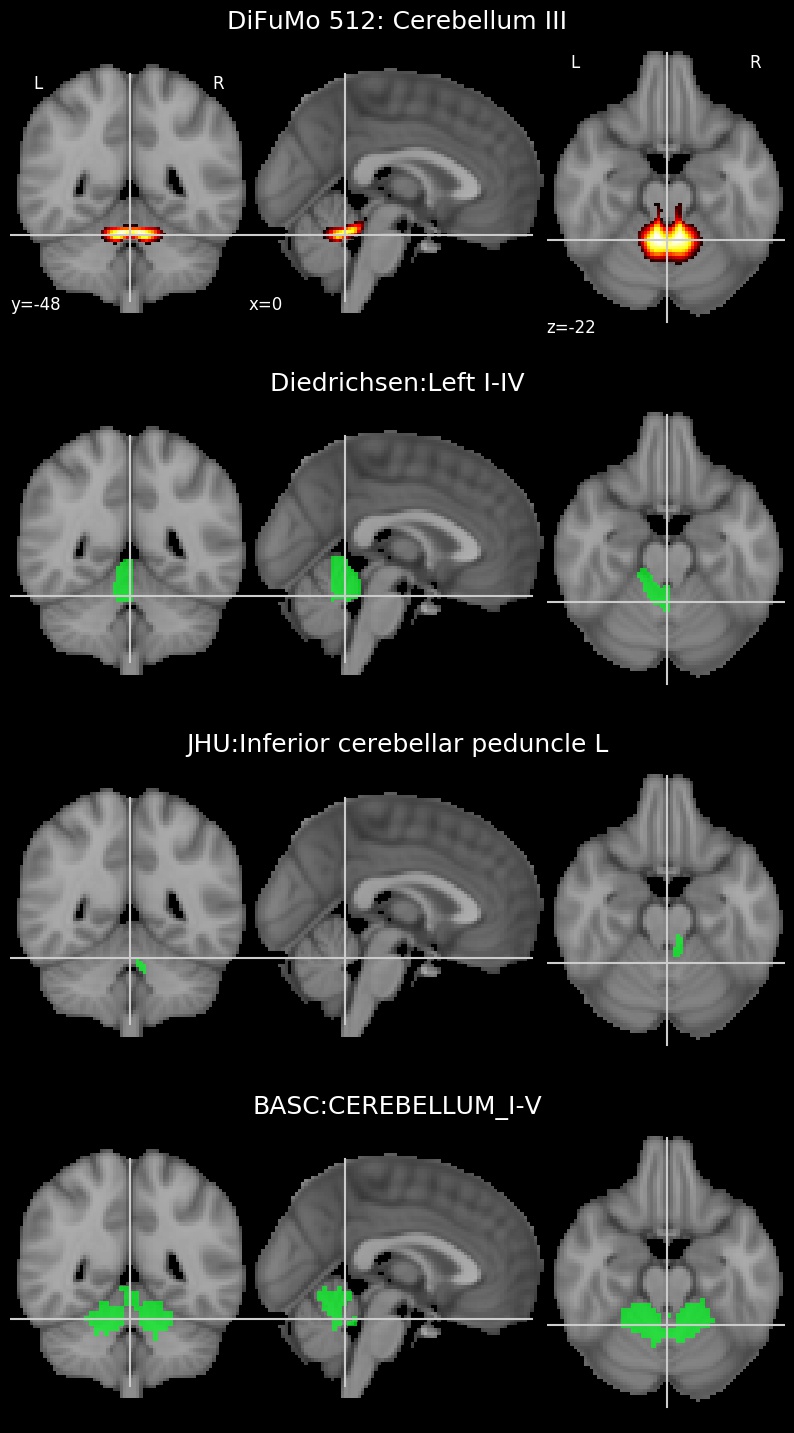 DiFuMo 512: Cerebellum III
L R L R
y=-48 x=0 z=-22
Diedrichsen:Left I-IV
JHU:Inferior cerebellar peduncle L
BASC:CEREBELLUM_I-V